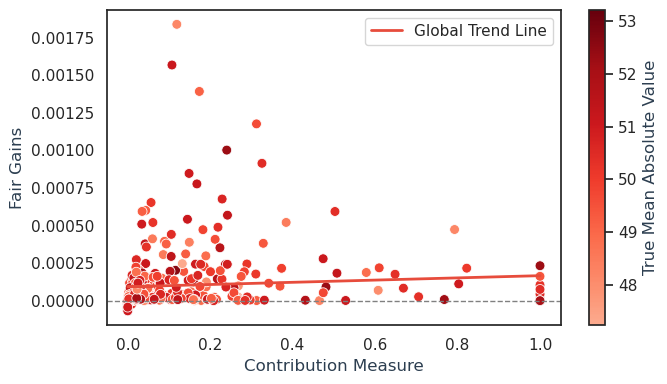 Global Trend Line
Fair Gains
0.00175
0.00150
0.00125
0.00100
0.00075
0.00050
0.00025
0.00000
0.0 0.2 0.4 0.6 0.8 1.0
Contribution Measure
53
52
51
50
49
48
True Mean Absolute Value